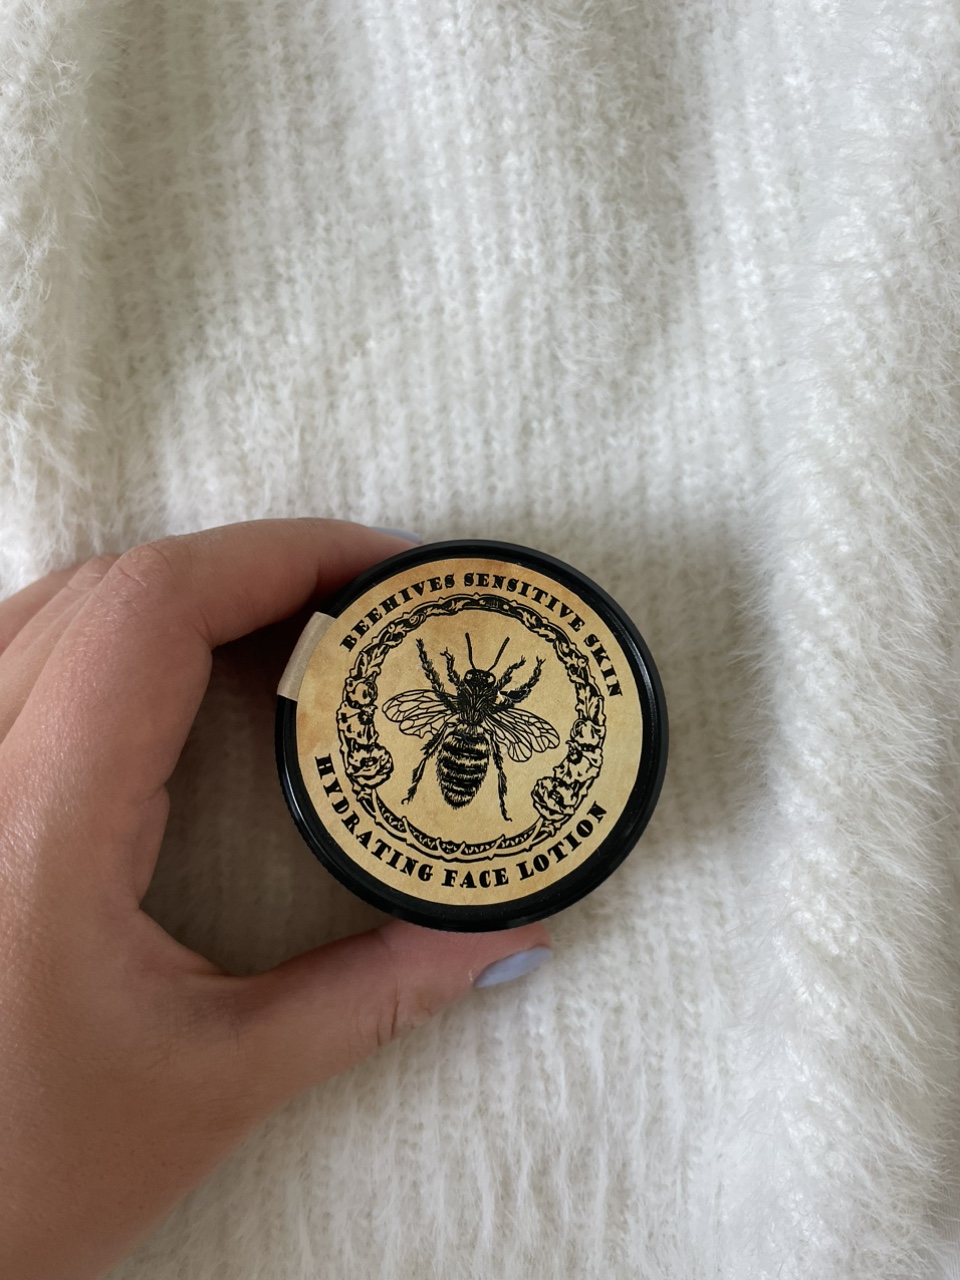 BEEHIVES SENSITIVE SKIN
HYDRATING FACE LOTION